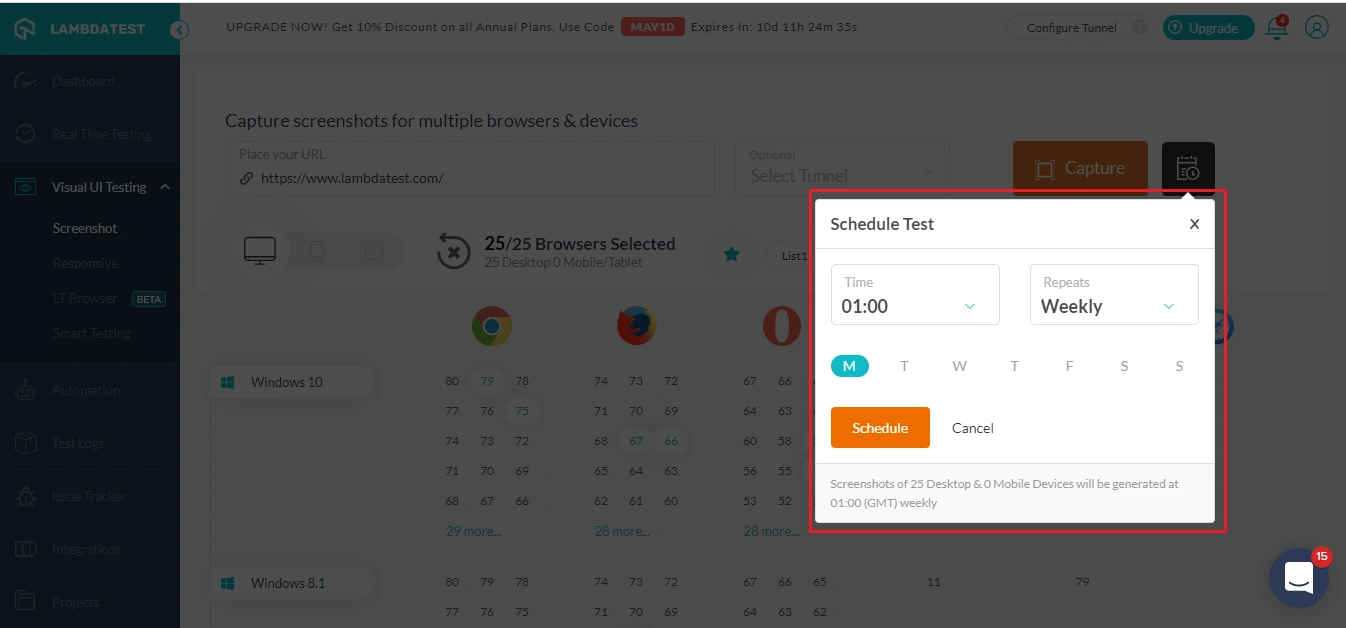 LAMBDATEST
UPGRADE NOW! Get 10% Discount on all Annual Plans, Use Code MAY10 Expires In: 10d 11h 24m 35s
Configure Tunnel
Upgrade
4
Dashboard
Real Time Testing
Visual UI Testing
Screenshot
Responsive
LT Browser BETA
Smart Testing
Automation
Test Logs
Issue Tracker
Integrations
Projects
Capture screenshots for multiple browsers & devices
Place your URL
https://www.lambdatest.com/
Optional
Select Tunnel
Capture
25/25 Browsers Selected
25 Desktop 0 Mobile/Tablet
List1
Windows 10
80 79 78 74 73 72 67 66
77 76 75 71 70 69 64 63
74 73 72 68 67 66 60 58
71 70 69 65 64 63 56 55
68 67 66 62 61 60 53 52
29 more... 28 more... 28 more...
Windows 8.1
80 79 78 74 73 72 67 66 65 11 79
77 76 75 71 70 69 64 63 62
Schedule Test
X
Time
01:00
Repeats
Weekly
M T W T F S S
Schedule
Cancel
Screenshots of 25 Desktop & 0 Mobile Devices will be generated at
01:00 (GMT) weekly
15